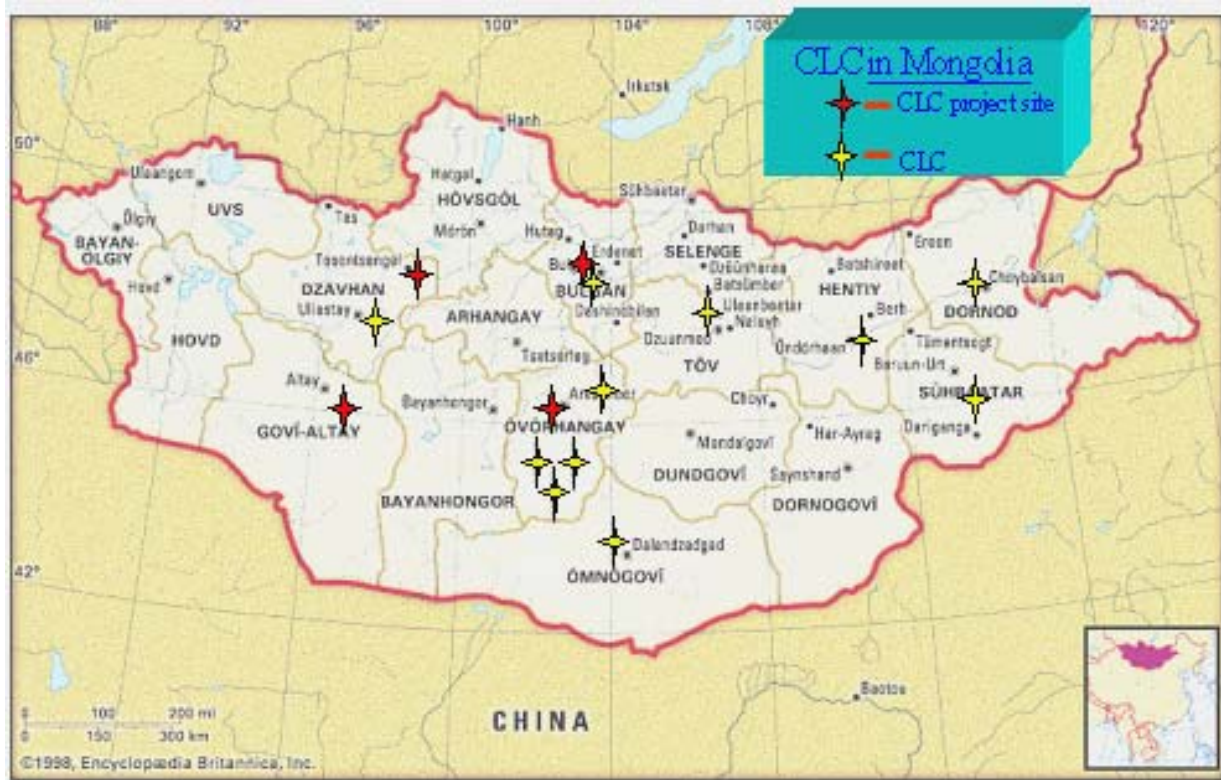 88°
92°
96°
100°
104°
108°
120°
CLC in Mongolia
CLC project site
CLC
Irkutsk
Hanh
50°
Ulaangom
Hatgal
Sühbaatar
UVS
Tes
HÖVSGÖL
Ölgiy
Mörön
Hutag
Darhan
Ereen
BAYAN-
ÖLGIY
SELENGE
Erdenet
Tosontsengel
Dzüünharaa
Batshireet
Choybalsan
Hovd
DZAVHAN
BULGAN
Batsümber
HENTIY
Uliastay
Ulaanbaatar
Berh
DORNOD
ARHANGAY
Dashinchilen
Nalayh
HOVD
Dzuunmod
Öndörhaan
Tümentsogt
46°
Tsetserleg
TÖV
Baruun-Urt
Altay
SÜHBAATAR
Bayanhongor
Choyr
GOVĬ-ALTAY
ÖVÖRHANGAY
Har-Ayrag
Dariganga
Mandalgovĭ
DUNDGOVĬ
Saynshand
BAYANHONGOR
DORNOGOVĬ
Dalandzadgad
42°
ÖMNÖGOVĬ
Baotou
0 100 200 mi
0 150 300 km
CHINA
©1998, Encyclopædia Britannica, Inc.